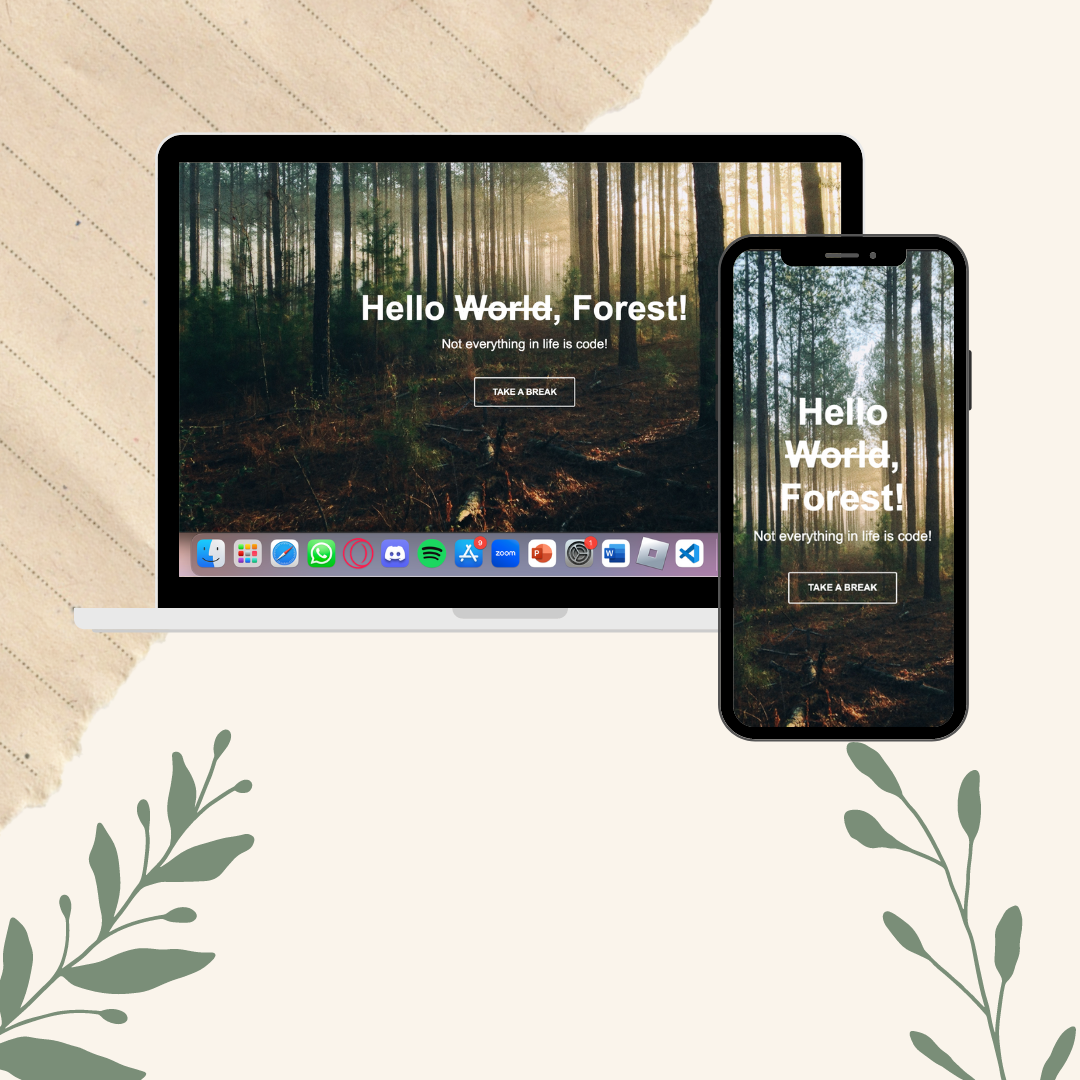 Hello World, Forest!
Not everything in life is code!
TAKE A BREAK
9
zoom
P
1
W
Hello
World,
Forest!
Not everything in life is code!
TAKE A BREAK